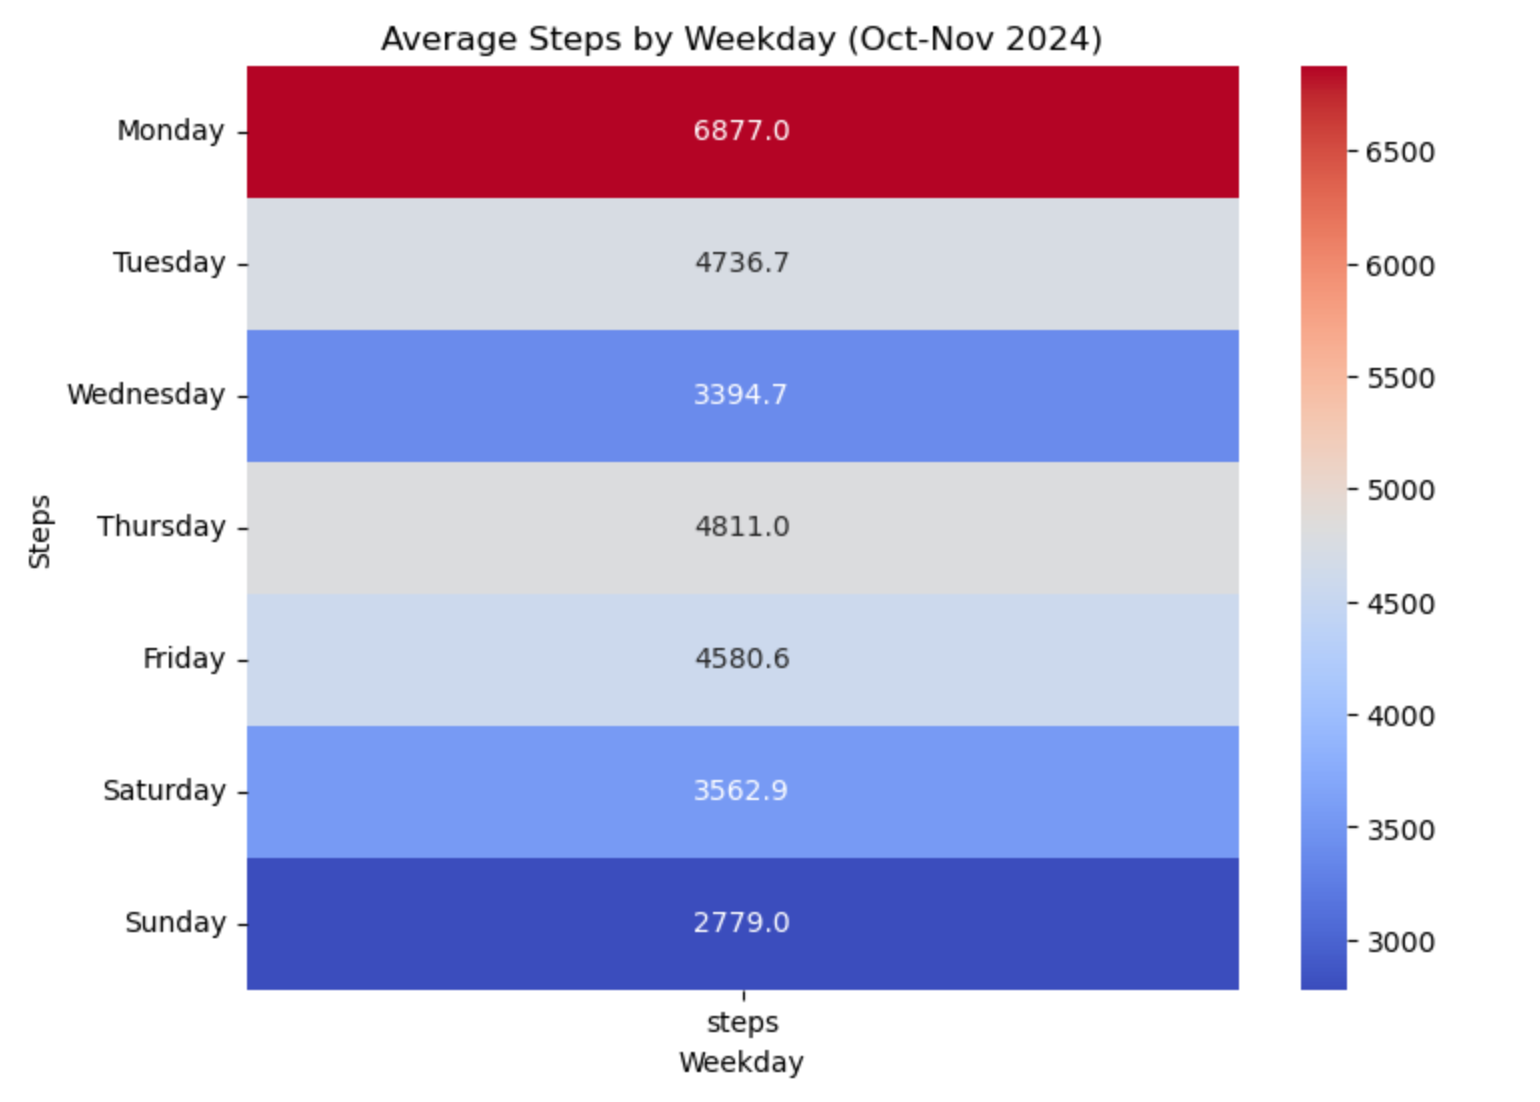 Average Steps by Weekday (Oct-Nov 2024)
Monday
6877.0
Tuesday
4736.7
Wednesday
3394.7
Thursday
4811.0
Friday
4580.6
Saturday
3562.9
Sunday
2779.0
Steps
steps
Weekday
6500
6000
5500
5000
4500
4000
3500
3000